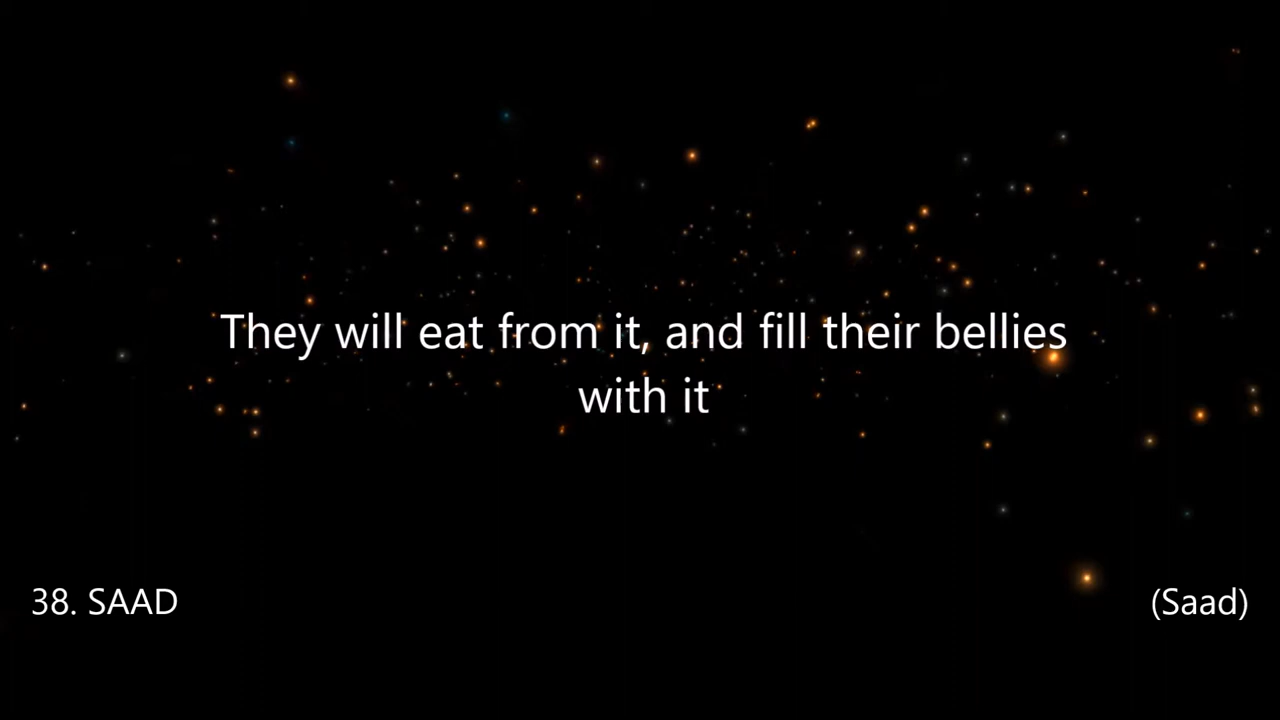 They will eat from it, and fill their bellies
with it
38. SAAD
(Saad)